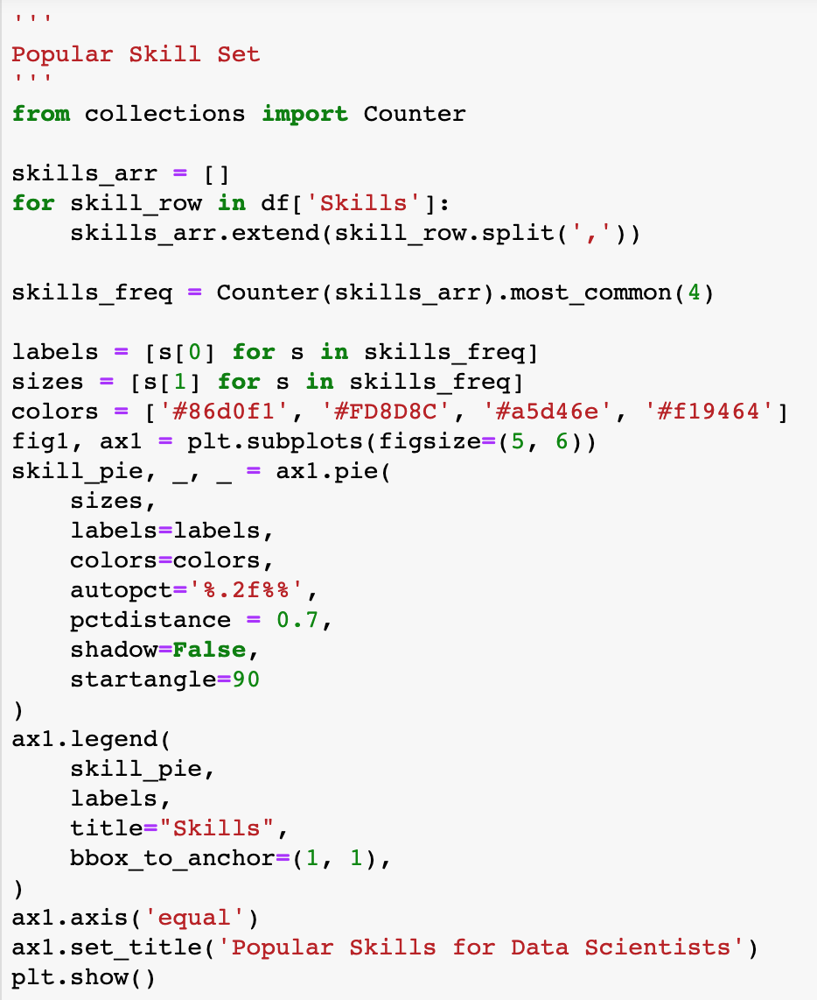 '''
Popular Skill Set
'''
from collections import Counter

skills_arr = []
for skill_row in df['Skills']:
    skills_arr.extend(skill_row.split(','))

skills_freq = Counter(skills_arr).most_common(4)

labels = [s[0] for s in skills_freq]
sizes = [s[1] for s in skills_freq]
colors = ['#86d0f1', '#FD8D8C', '#a5d46e', '#f19464']
fig1, ax1 = plt.subplots(figsize=(5, 6))
skill_pie, _, _ = ax1.pie(
    sizes,
    labels=labels,
    colors=colors,
    autopct='%.2f%%',
    pctdistance = 0.7,
    shadow=False,
    startangle=90
)
ax1.legend(
    skill_pie,
    labels,
    title="Skills",
    bbox_to_anchor=(1, 1),
)
ax1.axis('equal')
ax1.set_title('Popular Skills for Data Scientists')
plt.show()